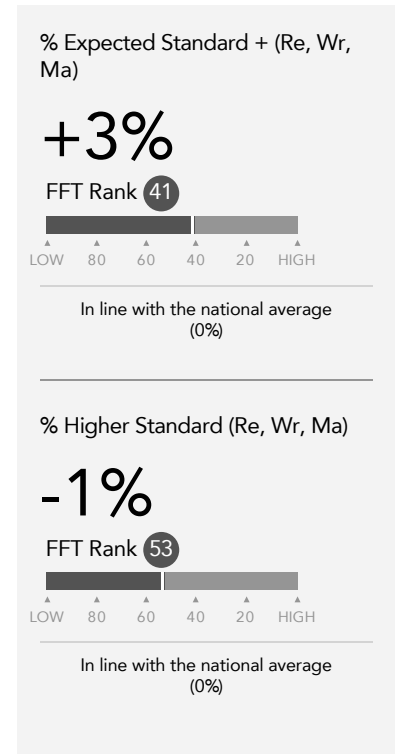 % Expected Standard + (Re, Wr,
Ma)
+3%
FFT Rank 41
LOW 80 60 40 20 HIGH
In line with the national average
(0%)
% Higher Standard (Re, Wr, Ma)
-1%
FFT Rank 53
LOW 80 60 40 20 HIGH
In line with the national average
(0%)